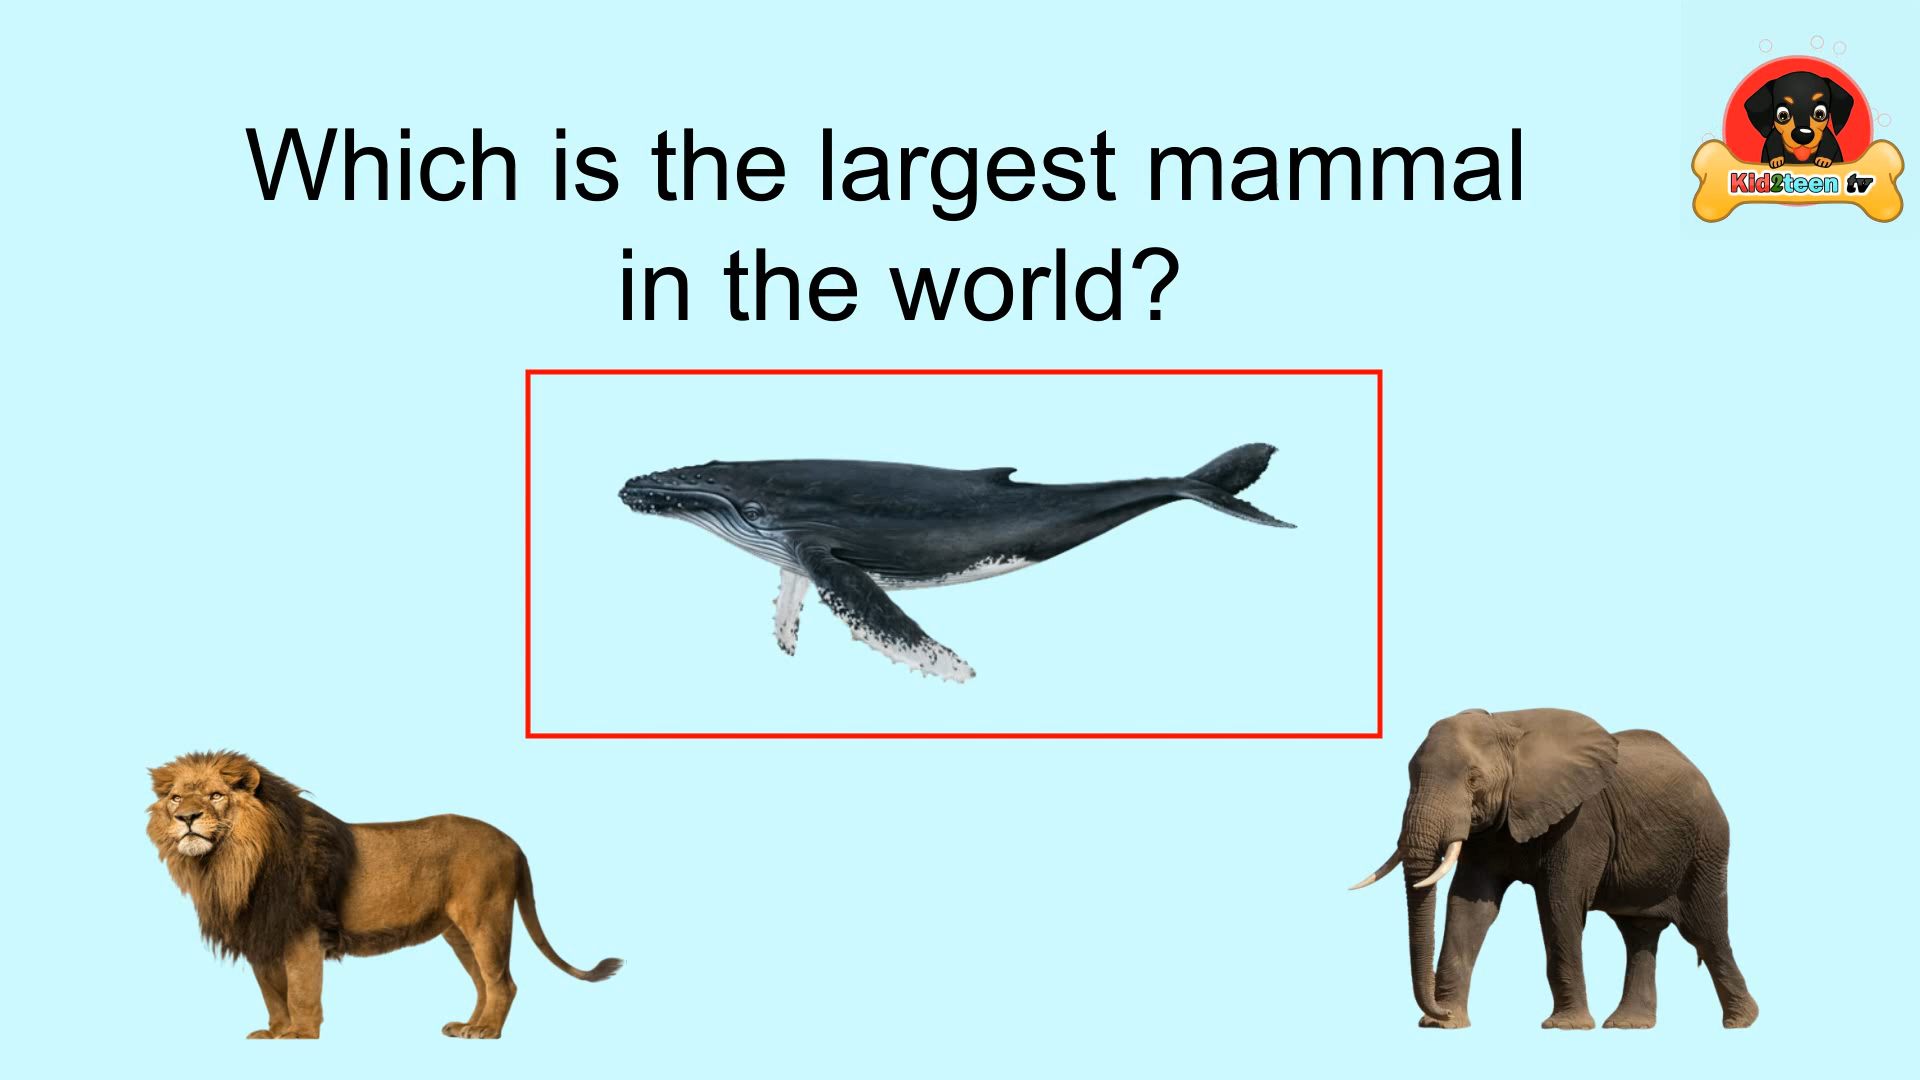 Which is the largest mammal
in the world?
Kid2teen tv